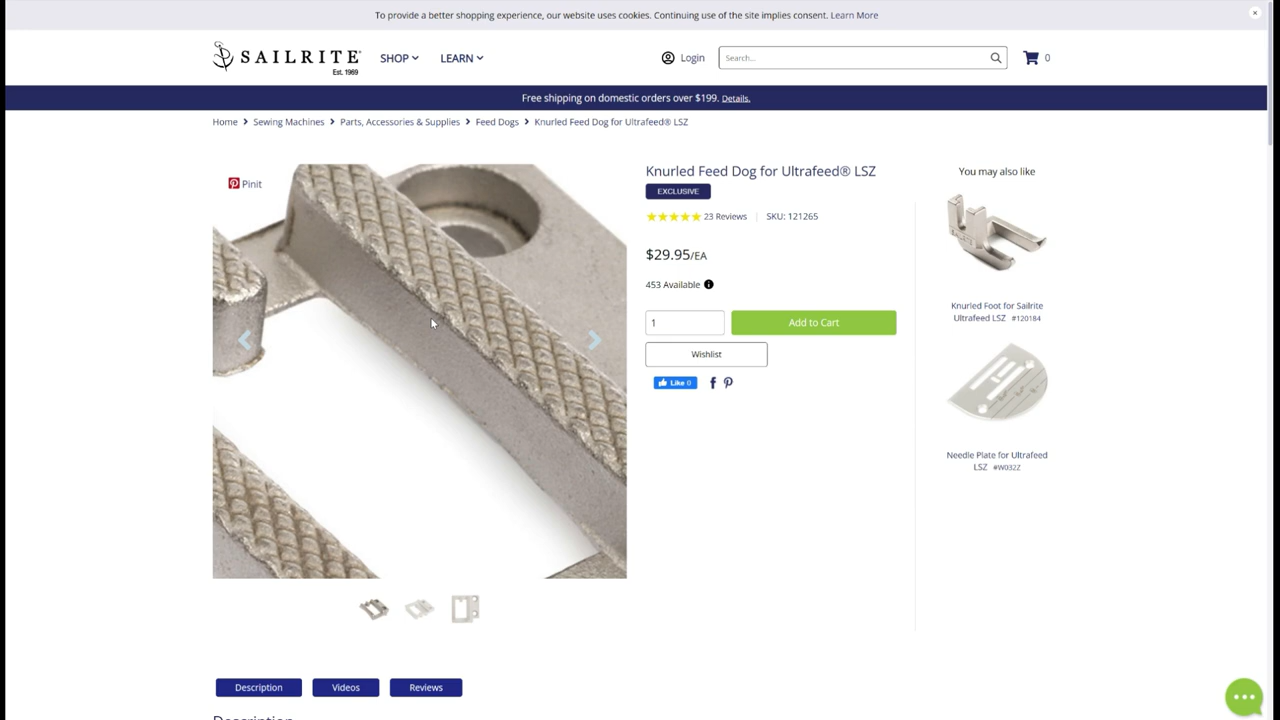 To provide a better shopping experience, our website uses cookies. Continuing use of the site implies consent. Learn More
SAILRITE
Est. 1969
SHOP
LEARN
Login
Search...
0
Free shipping on domestic orders over $199. Details.
Home > Sewing Machines > Parts, Accessories & Supplies > Feed Dogs > Knurled Feed Dog for Ultrafeed® LSZ
Pinit
Knurled Feed Dog for Ultrafeed® LSZ
EXCLUSIVE
23 Reviews | SKU: 121265
$29.95/EA
453 Available
1
Add to Cart
Wishlist
Like 0
You may also like
Knurled Foot for Sailrite
Ultrafeed LSZ #120184
Needle Plate for Ultrafeed
LSZ #W032Z
Description
Videos
Reviews
Description